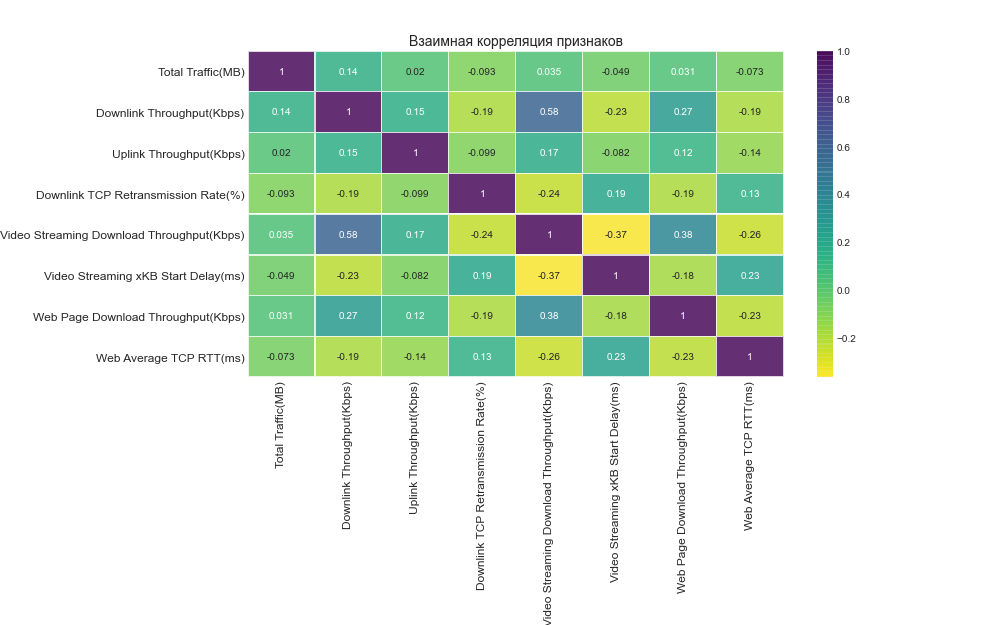 Взаимная корреляция признаков
Total Traffic(MB) 1 0.14 0.02 -0.093 0.035 -0.049 0.031 -0.073
Downlink Throughput(Kbps) 0.14 1 0.15 -0.19 0.58 -0.23 0.27 -0.19
Uplink Throughput(Kbps) 0.02 0.15 1 -0.099 0.17 -0.082 0.12 -0.14
Downlink TCP Retransmission Rate(%) -0.093 -0.19 -0.099 1 -0.24 0.19 -0.19 0.13
Video Streaming Download Throughput(Kbps) 0.035 0.58 0.17 -0.24 1 -0.37 0.38 -0.26
Video Streaming xKB Start Delay(ms) -0.049 -0.23 -0.082 0.19 -0.37 1 -0.18 0.23
Web Page Download Throughput(Kbps) 0.031 0.27 0.12 -0.19 0.38 -0.18 1 -0.23
Web Average TCP RTT(ms) -0.073 -0.19 -0.14 0.13 -0.26 0.23 -0.23 1
Total Traffic(MB)
Downlink Throughput(Kbps)
Uplink Throughput(Kbps)
Downlink TCP Retransmission Rate(%)
Video Streaming Download Throughput(Kbps)
Video Streaming xKB Start Delay(ms)
Web Page Download Throughput(Kbps)
Web Average TCP RTT(ms)
1.0
0.8
0.6
0.4
0.2
0.0
−0.2